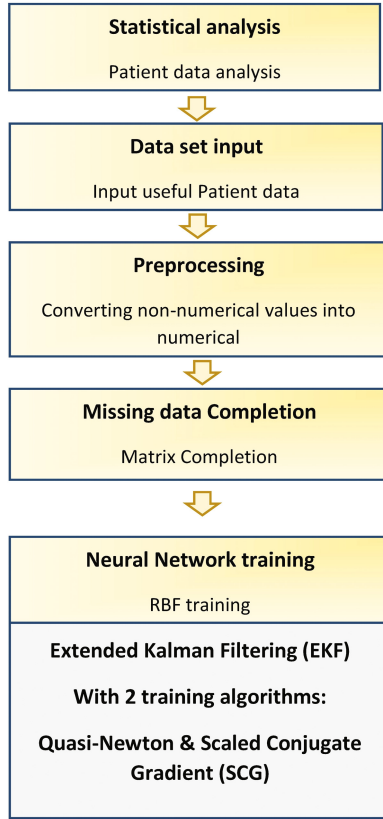 Statistical analysis
Patient data analysis
Data set input
Input useful Patient data
Preprocessing
Converting non-numerical values into
numerical
Missing data Completion
Matrix Completion
Neural Network training
RBF training
Extended Kalman Filtering (EKF)
With 2 training algorithms:
Quasi-Newton & Scaled Conjugate
Gradient (SCG)